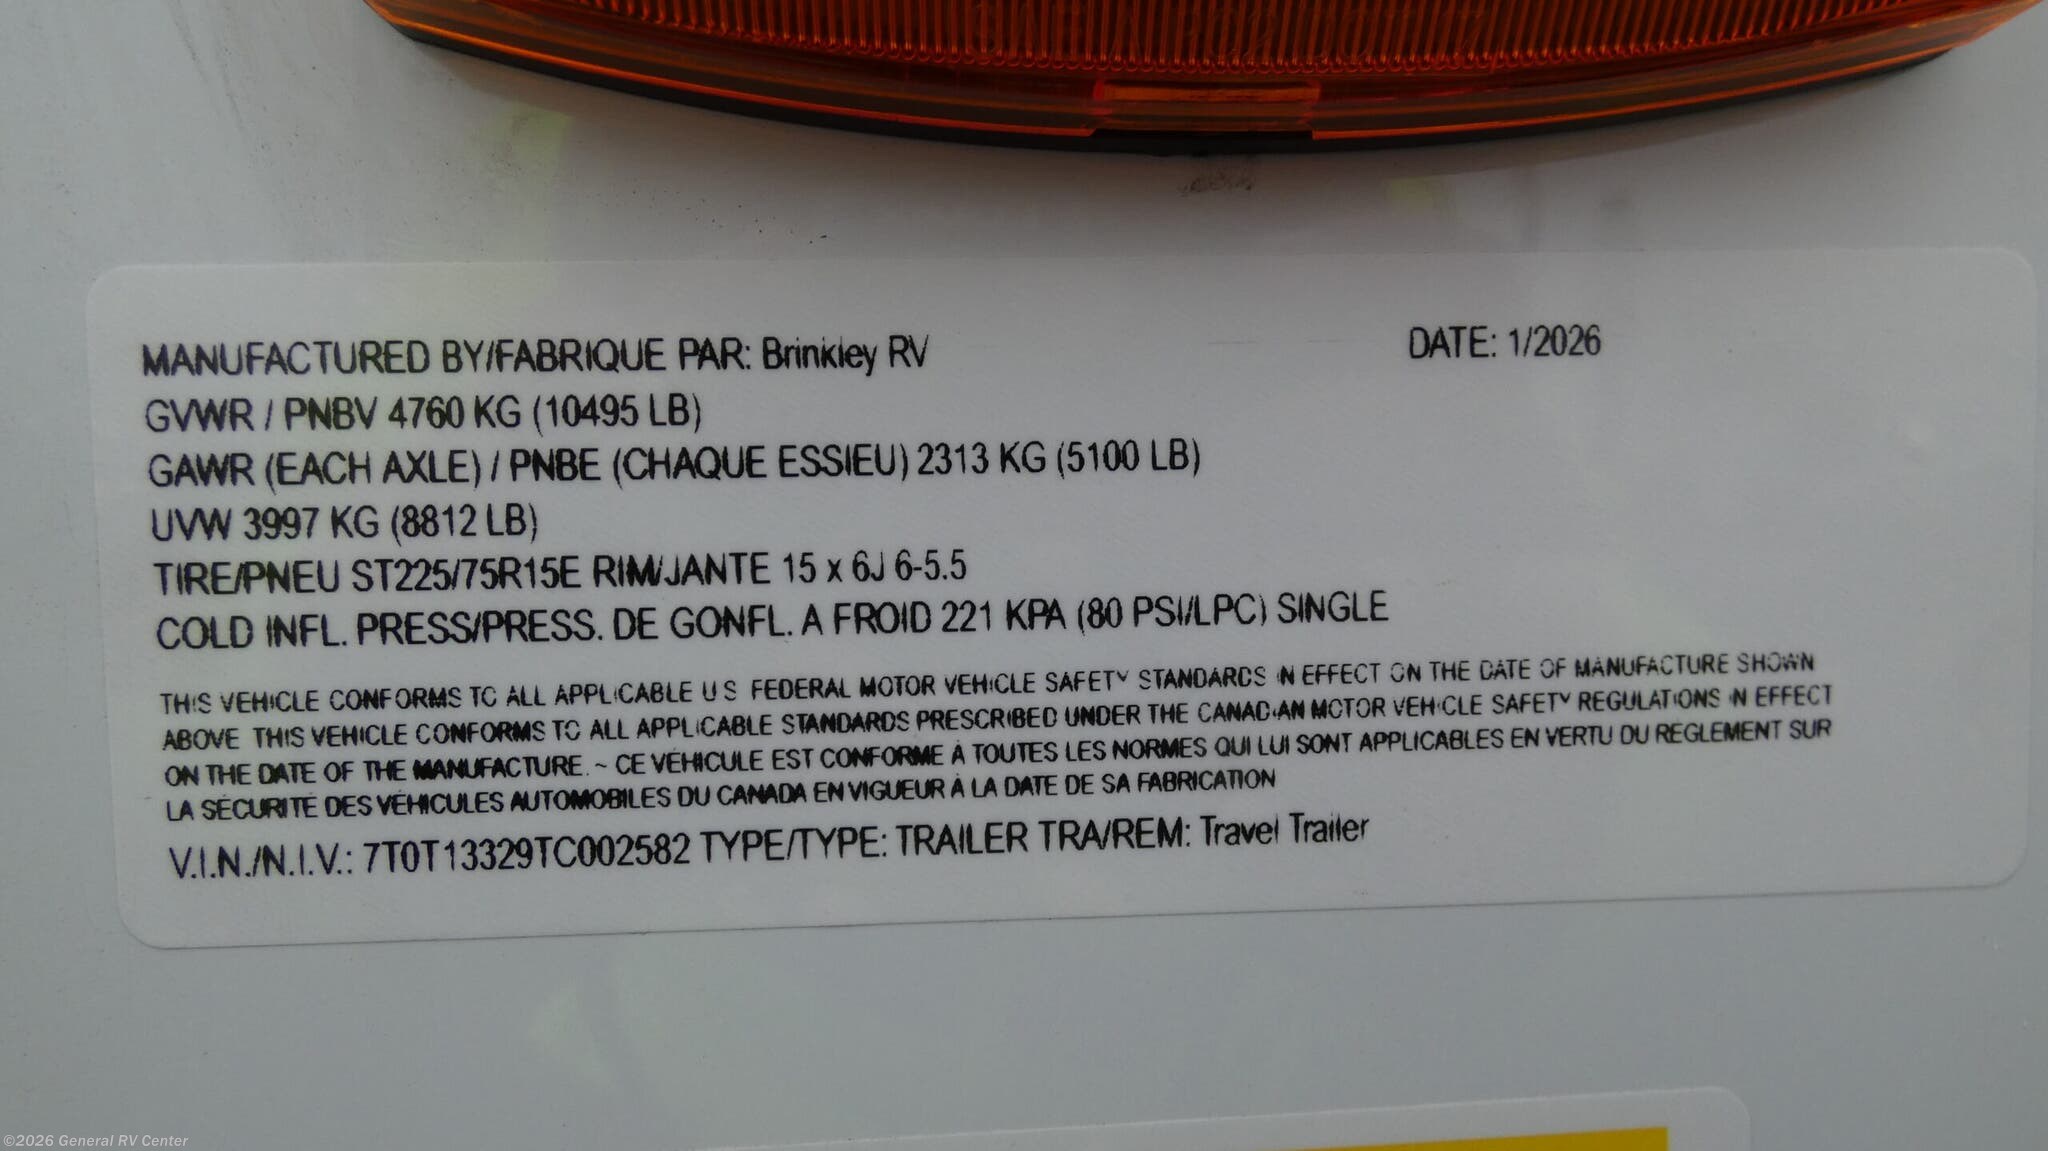 MANUFACTURED BY/FABRIQUE PAR: Brinkley RV DATE: 1/2026
GVWR / PNBV 4760 KG (10495 LB)
GAWR (EACH AXLE) / PNBE (CHAQUE ESSIEU) 2313 KG (5100 LB)
UVW 3997 KG (8812 LB)
TIRE/PNEU ST225/75R15E RIM/JANTE 15 x 6J 6-5.5
COLD INFL. PRESS/PRESS. DE GONFL. A FROID 221 KPA (80 PSI/LPC) SINGLE
THIS VEHICLE CONFORMS TO ALL APPLICABLE U S FEDERAL MOTOR VEHICLE SAFETY STANDARDS IN EFFECT ON THE DATE OF MANUFACTURE SHOWN
ABOVE THIS VEHICLE CONFORMS TO ALL APPLICABLE STANDARDS PRESCRIBED UNDER THE CANADIAN MOTOR VEHICLE SAFETY REGULATIONS IN EFFECT
ON THE DATE OF THE MANUFACTURE. ~ CE VÉHICULE EST CONFORME À TOUTES LES NORMES QUI LUI SONT APPLICABLES EN VERTU DU REGLEMENT SUR
LA SÉCURITÉ DES VÉHICULES AUTOMOBILES DU CANADA EN VIGUEUR À LA DATE DE SA FABRICATION
V.I.N./N.I.V.: 7T0T13329TC002582 TYPE/TYPE: TRAILER TRA/REM: Travel Trailer
©2026 General RV Center